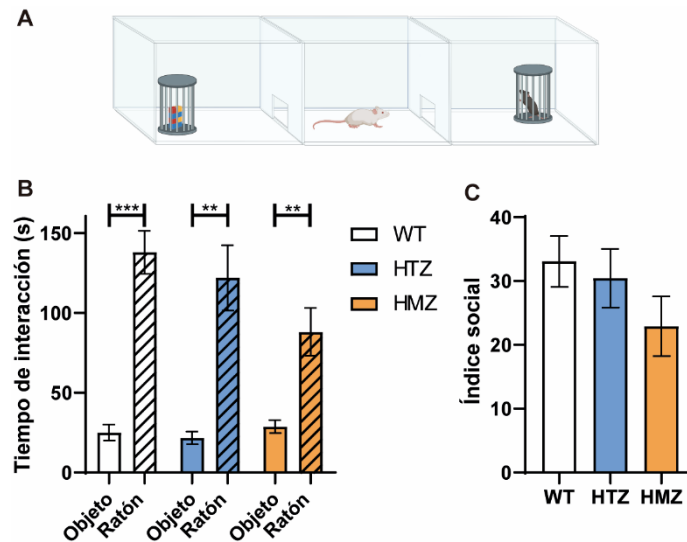 A
B
Tiempo de interacción (s)
150
100
50
0
***
**
**
Objeto
Ratón
Objeto
Ratón
Objeto
Ratón
WT
HTZ
HMZ
C
Índice social
40
30
20
10
0
WT
HTZ
HMZ